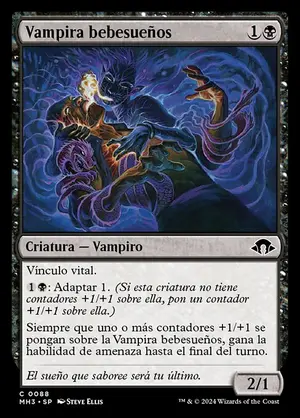 Vampira bebesueños 1
Criatura — Vampiro
Vínculo vital.
1: Adaptar 1. (Si esta criatura no tiene
contadores +1/+1 sobre ella, pon un contador
+1/+1 sobre ella.)
Siempre que uno o más contadores +1/+1 se
pongan sobre la Vampira bebesueños, gana la
habilidad de amenaza hasta el final del turno.
El sueño que saboree será tu último.
2/1
C 0088
MH3 • SP STEVE ELLIS
™ & © 2024 Wizards of the Coast